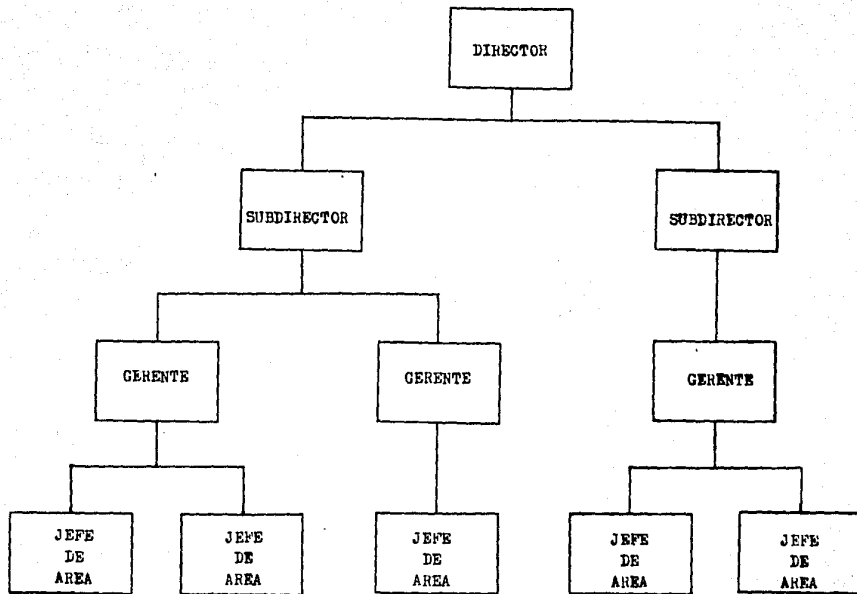 DIRECTOR
SUBDIRECTOR
SUBDIRECTOR
GERENTE
GERENTE
GERENTE
JEFE
DE
AREA
JEFE
DE
AREA
JEFE
DE
AREA
JEFE
DE
AREA
JEFE
DE
AREA